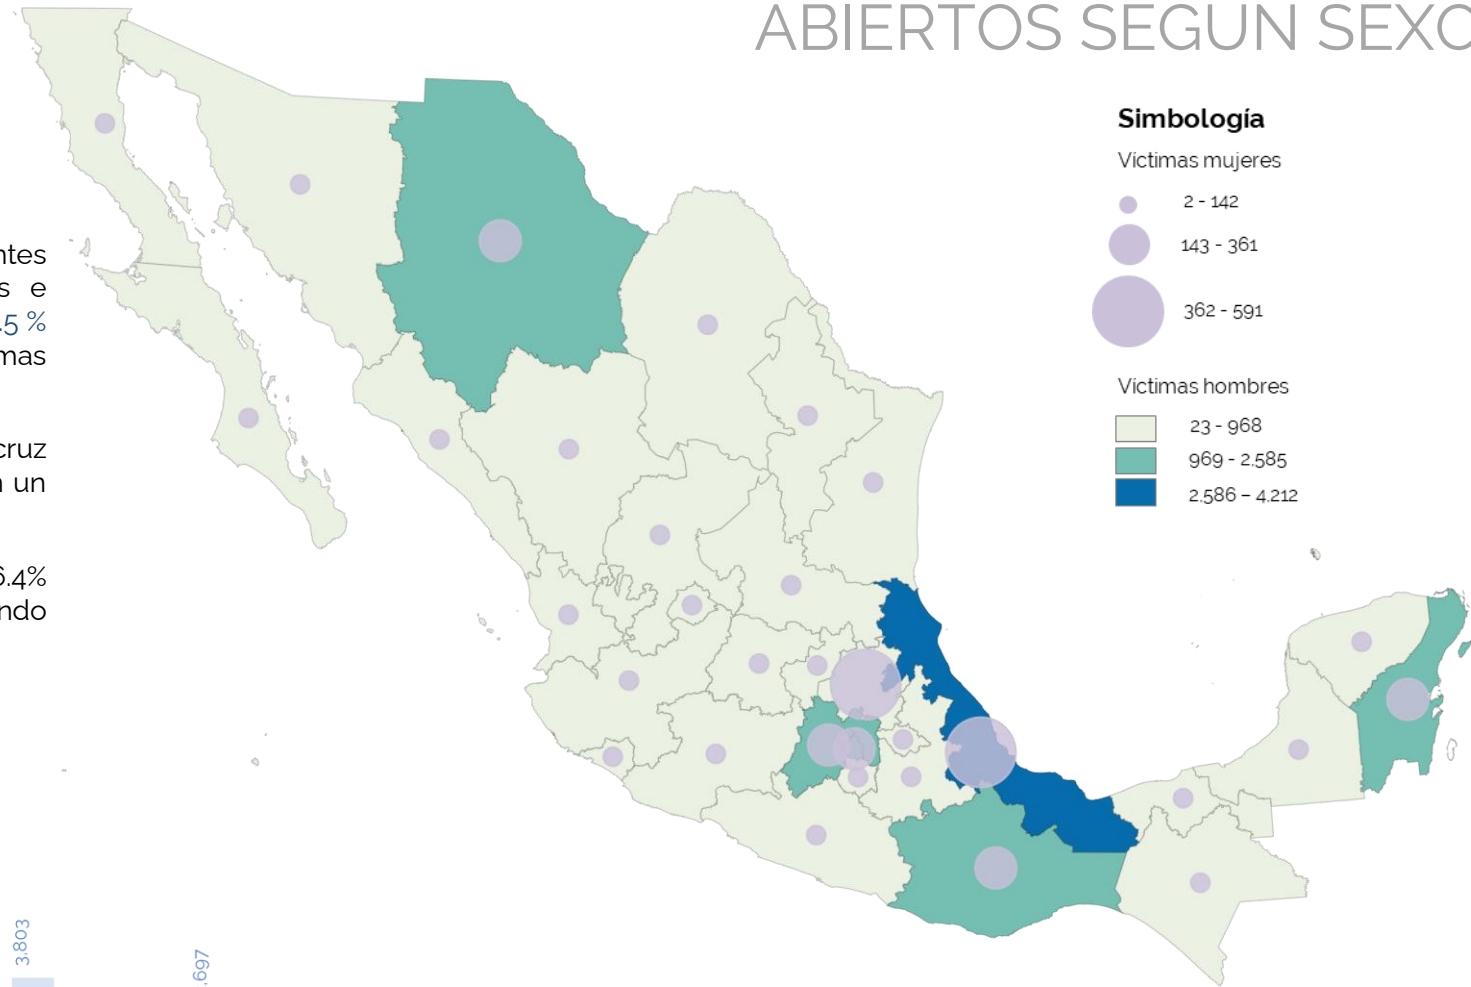 ABIERTOS SEGUN SEXO
Simbología
Víctimas mujeres
2 - 142
143 - 361
362 - 591
Víctimas hombres
23 - 968
969 - 2,585
2,586 – 4,212
ntes
s e
.5 %
mas
cruz
n un
6.4%
ndo
3,803
,697